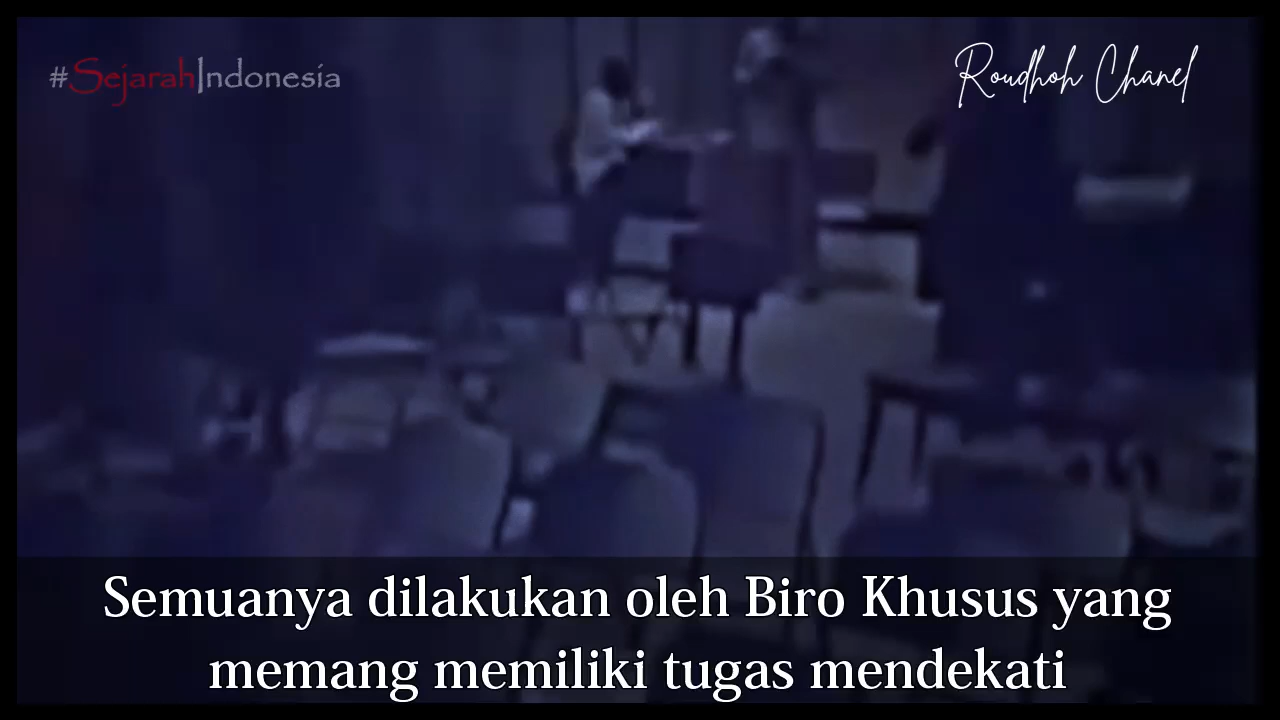 #SejarahIndonesia
Roudhoh Chanel
Semuanya dilakukan oleh Biro Khusus yang
memang memiliki tugas mendekati